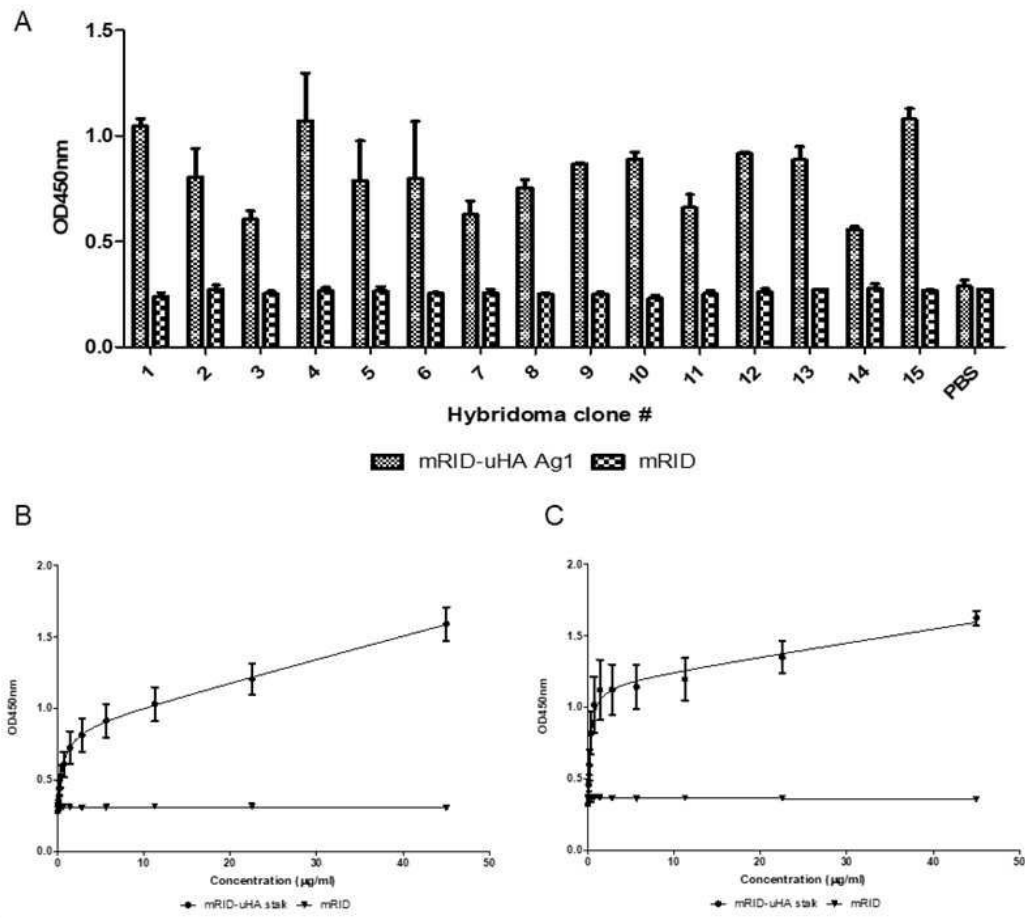 A
1.5
1.0
0.5
0.0
OD450nm
1 2 3 4 5 6 7 8 9 10 11 12 13 14 15 PBS
Hybridoma clone #
mRID-uHA Ag1 mRID
B
2.0
1.5
1.0
0.5
0.0
OD450nm
0 10 20 30 40 50
Concentration (µg/ml)
mRID-uHA stalk mRID
C
2.0
1.5
1.0
0.5
0.0
OD450nm
0 10 20 30 40 50
Concentration (µg/ml)
mRID-uHA stalk mRID